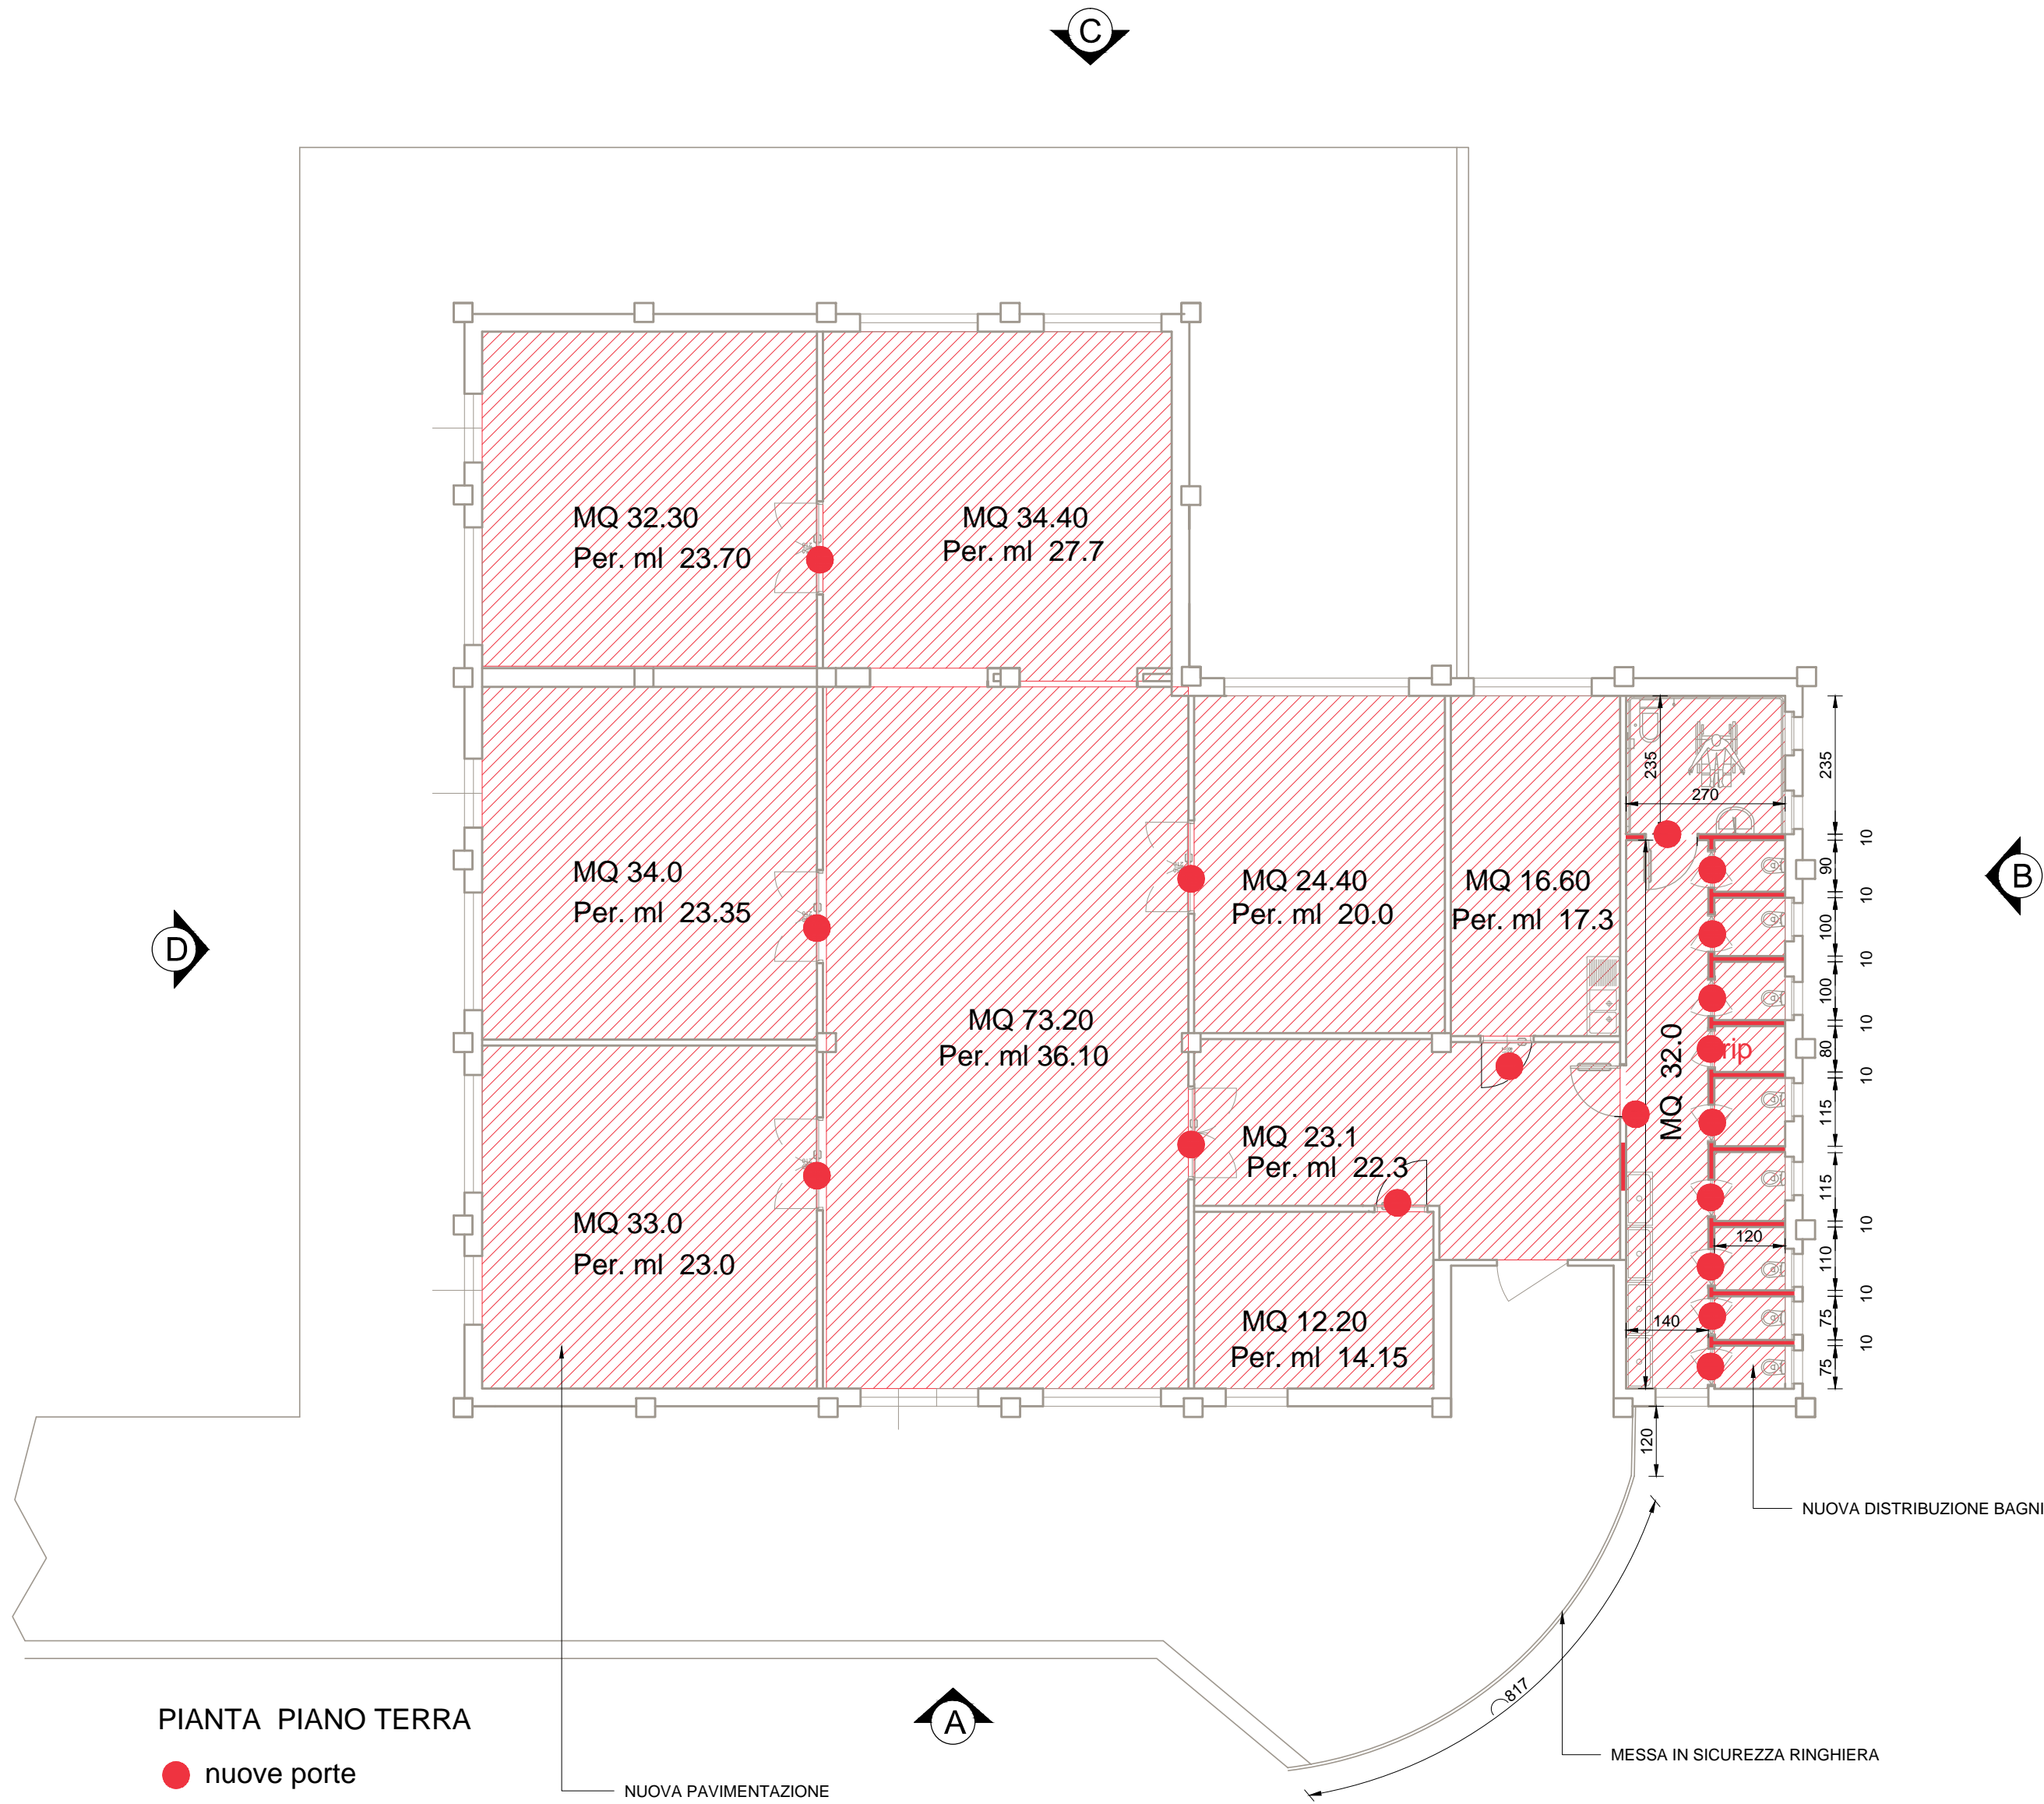 C
MQ 32.30
Per. ml 23.70
MQ 34.40
Per. ml 27.7
235
270
235
10
90
10
100
10
100
10
80
10
115
115
10
110
10
75
10
75
B
D
MQ 34.0
Per. ml 23.35
MQ 24.40
Per. ml 20.0
MQ 16.60
Per. ml 17.3
MQ 73.20
Per. ml 36.10
MQ 32.0
rip
MQ 23.1
Per. ml 22.3
MQ 33.0
Per. ml 23.0
120
MQ 12.20
Per. ml 14.15
140
120
NUOVA DISTRIBUZIONE BAGNI
817
MESSA IN SICUREZZA RINGHIERA
A
PIANTA PIANO TERRA
nuove porte
NUOVA PAVIMENTAZIONE